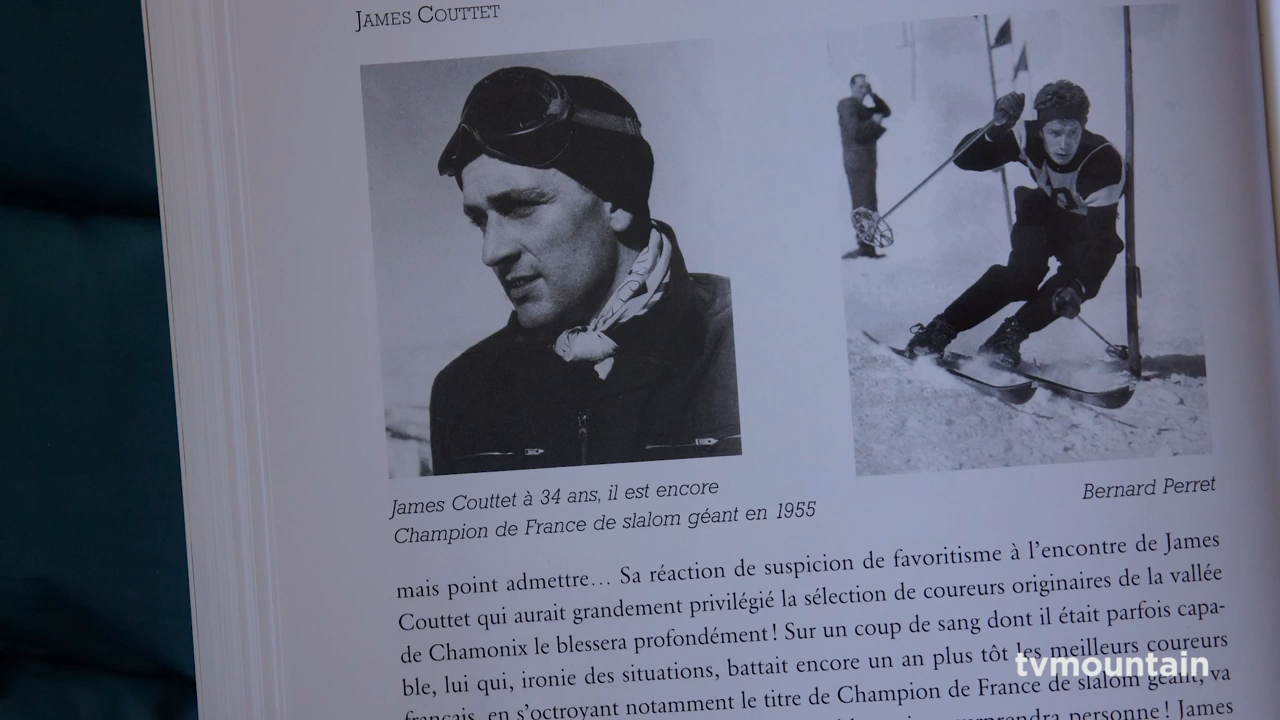 JAMES COUTTET
James Couttet à 34 ans, il est encore
Champion de France de slalom géant en 1955
Bernard Perret
mais point admettre… Sa réaction de suspicion de favoritisme à l'encontre de James
Couttet qui aurait grandement privilégié la sélection de coureurs originaires de la vallée
de Chamonix le blessera profondément ! Sur un coup de sang dont il était parfois capa-
ble, lui qui, ironie des situations, battait encore un an plus tôt les meilleurs coureurs
français, en s'octroyant notamment le titre de Champion de France de slalom géant, va
surprendra personne ! James
tvmountain